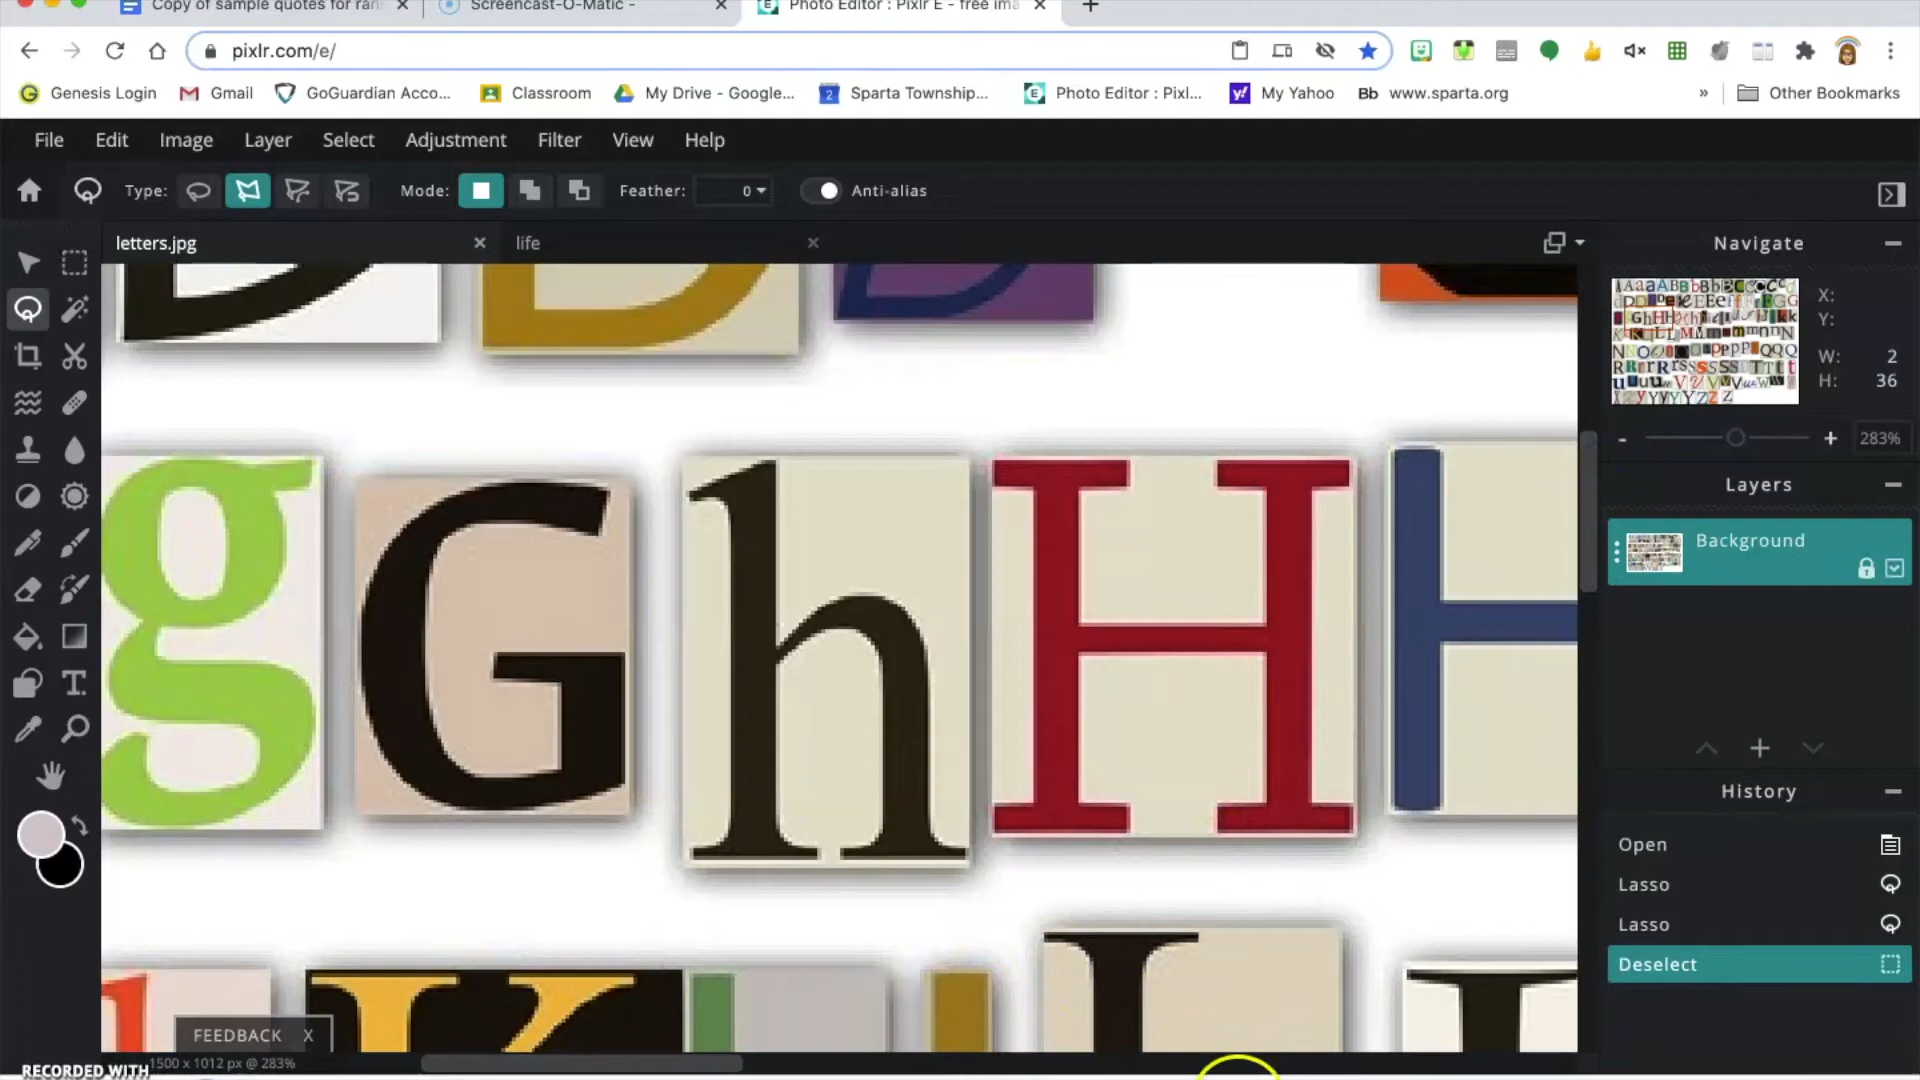 Copy of sample quotes for ran
Screencast-O-Matic -
Photo Editor : Pixlr E - free ima
pixlr.com/e/
Genesis Login
Gmail
GoGuardian Acco...
Classroom
My Drive - Google...
2
Sparta Township...
Photo Editor : Pixl...
y!
My Yahoo
Bb
www.sparta.org
»
Other Bookmarks
File
Edit
Image
Layer
Select
Adjustment
Filter
View
Help
Type:
Mode:
Feather:
0
Anti-alias
letters.jpg
life
Navigate
X:
Y:
W: 2
H: 36
- + 283%
Layers
Background
g G h H
History
Open
Lasso
Lasso
Deselect
FEEDBACK X
1500 x 1012 px @ 283%
RECORDED WITH